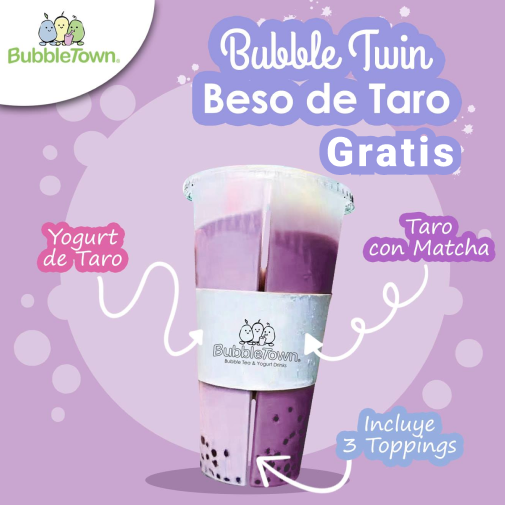 BubbleTown®
Bubble Twin
Beso de Taro
Gratis
Yogurt
de Taro
Taro
con Matcha
BubbleTown®
Bubble Tea & Yogurt Drinks
Incluye
3 Toppings